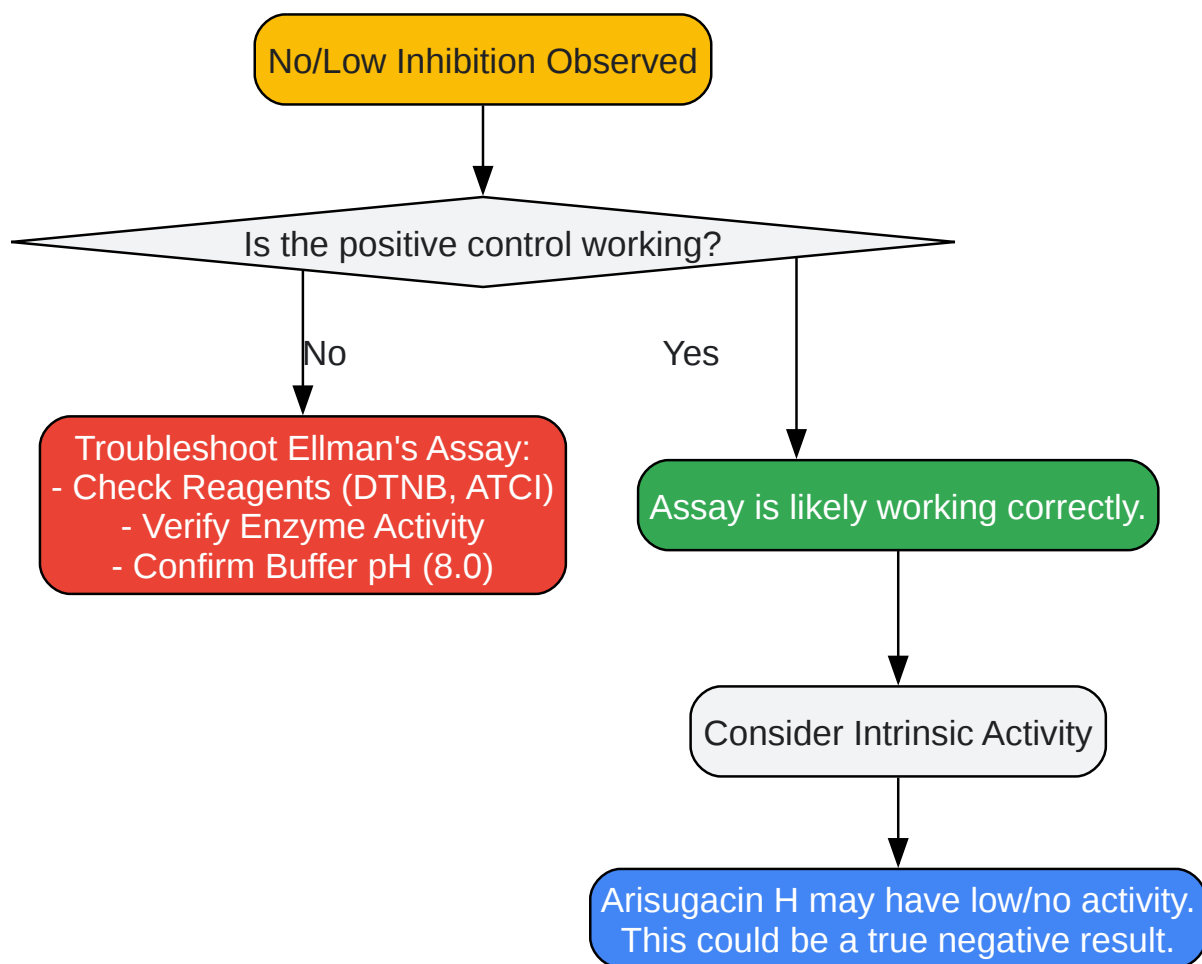 No/Low Inhibition Observed
Is the positive control working?
No
Yes
Troubleshoot Ellman's Assay:
- Check Reagents (DTNB, ATCI)
- Verify Enzyme Activity
- Confirm Buffer pH (8.0)
Assay is likely working correctly.
Consider Intrinsic Activity
Arisugacin H may have low/no activity.
This could be a true negative result.